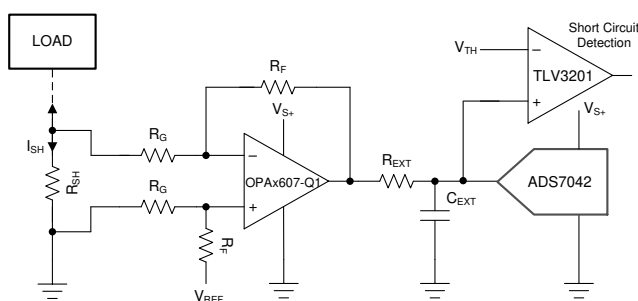 LOAD
Short Circuit
Detection
V_TH
−
TLV3201
+
R_F
V_S+
V_S+
I_SH
R_G
−
R_EXT
R_SH
OPAx607-Q1
ADS7042
R_G
+
C_EXT
R_F
V_REF